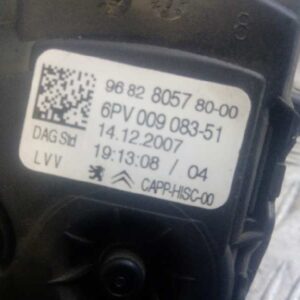 96 82 8057 80-00
6PV 009 083-51
14.12.2007
DAG Std
19:13:08 / 04
LVV
CAPP-HISC-00
8